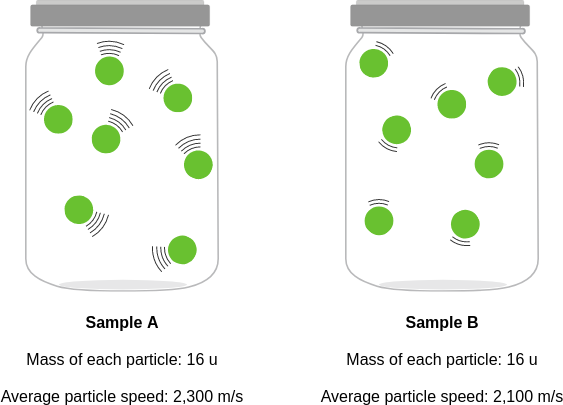 Sample A
Mass of each particle: 16 u
Average particle speed: 2,300 m/s
Sample B
Mass of each particle: 16 u
Average particle speed: 2,100 m/s